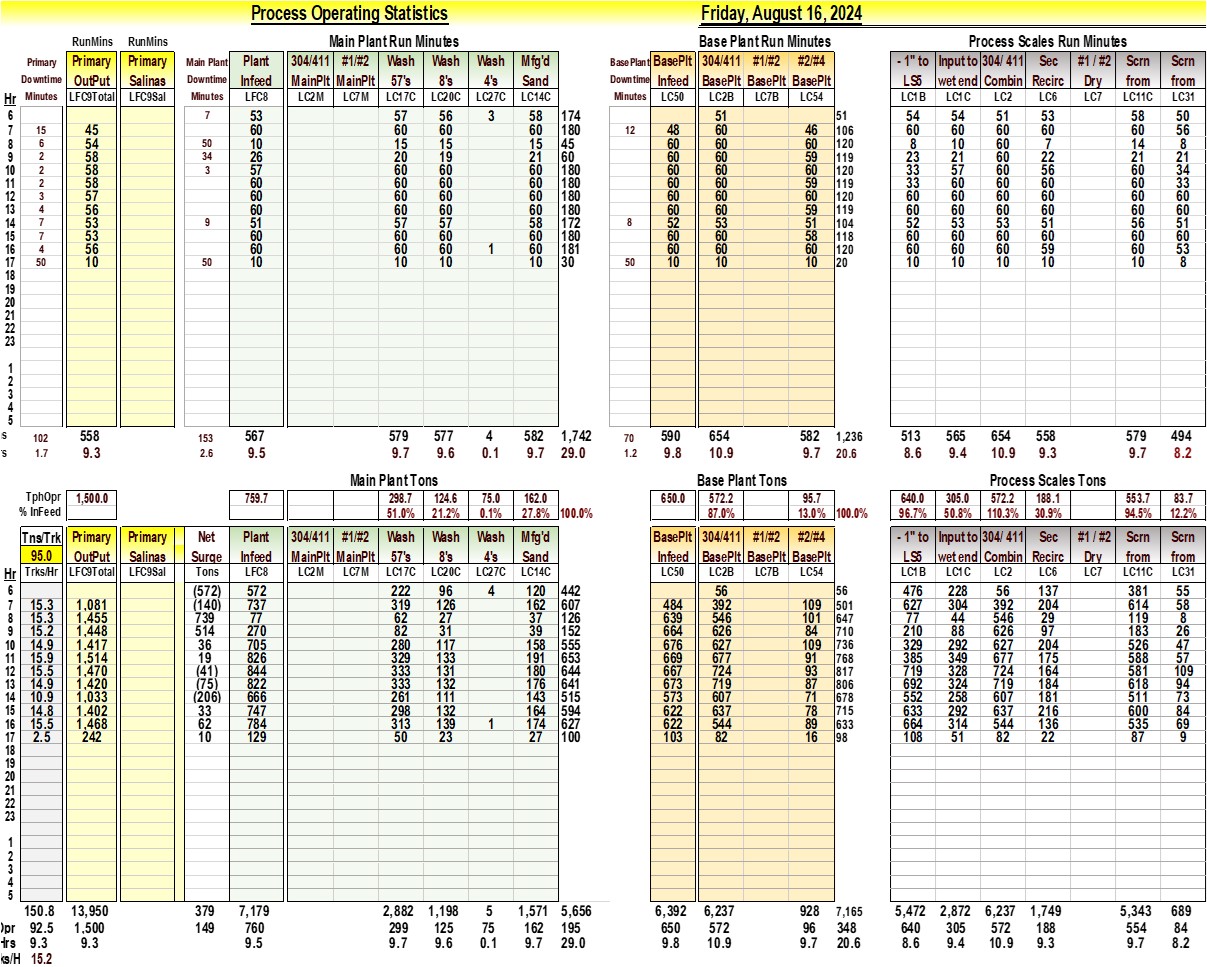 Process Operating Statistics Friday, August 16, 2024
RunMins RunMins Main Plant Run Minutes Base Plant Run Minutes Process Scales Run Minutes
Primary Primary Primary Main Plant Plant 304/411 #1/#2 Wash Wash Wash Mfg'd BasePlant BasePlt 304/411 #1/#2 #2/#4 - 1" to Input to 304/ 411 Sec #1 / #2 Scrn Scrn
Downtime OutPut Salinas Downtime Infeed MainPlt MainPlt 57's 8's 4's Sand Downtime Infeed BasePlt BasePlt BasePlt LS5 wet end Combin Recirc Dry from from
Hr Minutes LFC9Total LFC9Sal Minutes LFC8 LC2M LC7M LC17C LC20C LC27C LC14C Minutes LC50 LC2B LC7B LC54 LC1B LC1C LC2 LC6 LC7 LC11C LC31
6 7 53 57 56 3 58 174 51 51 54 54 51 53 58 50
7 15 45 60 60 60 60 180 12 48 60 46 106 60 60 60 60 60 56
8 6 54 50 10 15 15 15 45 60 60 60 120 8 10 60 7 14 8
9 2 58 34 26 20 19 21 60 60 60 59 119 23 21 60 22 21 21
10 2 58 3 57 60 60 60 180 60 60 60 120 33 57 60 56 60 34
11 2 58 60 60 60 60 180 60 60 59 119 33 60 60 60 60 33
12 3 57 60 60 60 60 180 60 60 60 120 60 60 60 60 60 60
13 4 56 60 60 60 60 180 60 60 59 119 60 60 60 60 60 60
14 7 53 9 51 57 57 58 172 8 52 53 51 104 52 53 53 51 56 51
15 7 53 60 60 60 60 180 60 60 58 118 60 60 60 60 60 60
16 4 56 60 60 60 1 60 181 60 60 60 120 60 60 60 59 60 53
17 50 10 50 10 10 10 10 30 50 10 10 10 20 10 10 10 10 10 8
18
19
20
21
22
23
1
2
3
4
5
s 102 558 153 567 579 577 4 582 1,742 70 590 654 582 1,236 513 565 654 558 579 494
s 1.7 9.3 2.6 9.5 9.7 9.6 0.1 9.7 29.0 1.2 9.8 10.9 9.7 20.6 8.6 9.4 10.9 9.3 9.7 8.2
Main Plant Tons Base Plant Tons Process Scales Tons
TphOpr 1,500.0 759.7 298.7 124.6 75.0 162.0 650.0 572.2 95.7 640.0 305.0 572.2 188.1 553.7 83.7
% InFeed 51.0% 21.2% 0.1% 27.8% 100.0% 87.0% 13.0% 100.0% 96.7% 50.8% 110.3% 30.9% 94.5% 12.2%
Tns/Trk Primary Primary Net Plant 304/411 #1/#2 Wash Wash Wash Mfg'd BasePlt 304/411 #1/#2 #2/#4 - 1" to Input to 304/ 411 Sec #1 / #2 Scrn Scrn
95.0 OutPut Salinas Surge Infeed MainPlt MainPlt 57's 8's 4's Sand Infeed BasePlt BasePlt BasePlt LS5 wet end Combin Recirc Dry from from
Hr Trks/Hr LFC9Total LFC9Sal Tons LFC8 LC2M LC7M LC17C LC20C LC27C LC14C LC50 LC2B LC7B LC54 LC1B LC1C LC2 LC6 LC7 LC11C LC31
6 (572) 572 222 96 4 120 442 56 56 476 228 56 137 381 55
7 15.3 1,081 (140) 737 319 126 162 607 484 392 109 501 627 304 392 204 614 58
8 15.2 1,455 739 77 62 27 37 126 639 546 101 647 77 44 546 29 119 8
9 15.2 1,448 514 270 82 31 39 152 664 626 84 710 210 88 626 97 183 26
10 14.9 1,417 36 705 280 117 158 555 676 627 109 736 329 292 627 204 526 47
11 15.9 1,514 19 826 329 133 191 653 669 677 91 768 385 349 677 175 588 57
12 15.5 1,470 (41) 844 333 131 180 644 667 724 93 817 719 328 724 164 581 109
13 14.9 1,420 (75) 822 333 132 176 641 673 719 87 806 692 324 719 184 618 94
14 10.9 1,033 (206) 666 261 111 143 515 573 607 71 678 552 258 607 181 511 73
15 14.8 1,402 33 747 298 132 164 594 622 637 78 715 633 292 637 216 600 84
16 15.5 1,468 62 784 313 139 1 174 627 622 544 89 633 664 314 544 136 535 69
17 2.5 242 10 129 50 23 27 100 103 82 16 98 108 51 82 22 87 9
18
19
20
21
22
23
1
2
3
4
5
150.8 13,950 379 7,179 2,882 1,198 5 1,571 5,656 6,392 6,237 928 7,165 5,472 2,872 6,237 1,749 5,343 689
Opr 92.5 1,500 149 760 299 125 75 162 195 650 572 96 348 640 305 572 188 554 84
Hrs 9.3 9.3 9.5 9.7 9.6 0.1 9.7 29.0 9.8 10.9 9.7 20.6 8.6 9.4 10.9 9.3 9.7 8.2
ks/H 15.2